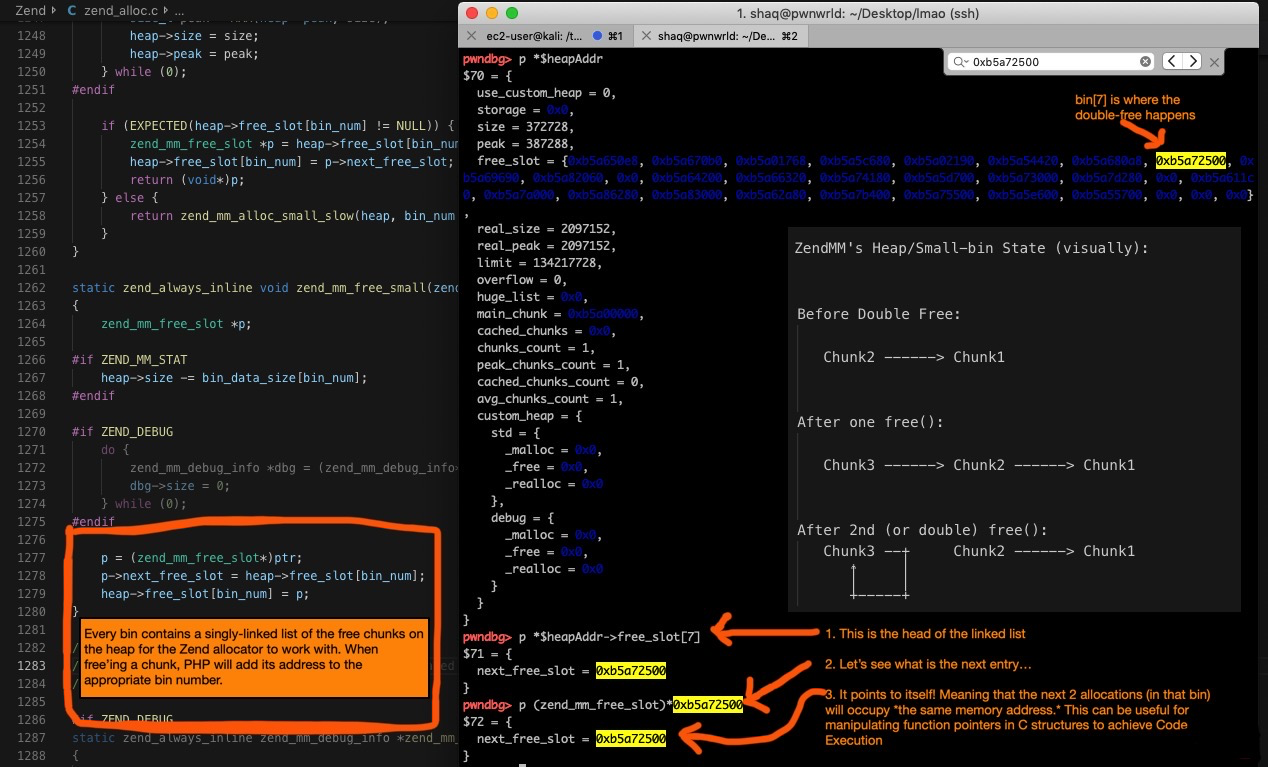 Zend › C zend_alloc.c › ...
1248 heap->size = size;
1249 heap->peak = peak;
1250 } while (0);
1251 #endif
1252
1253 if (EXPECTED(heap->free_slot[bin_num] != NULL)) {
1254 zend_mm_free_slot *p = heap->free_slot[bin_num
1255 heap->free_slot[bin_num] = p->next_free_slot;
1256 return (void*)p;
1257 } else {
1258 return zend_mm_alloc_small_slow(heap, bin_num
1259 }
1260 }
1261
1262 static zend_always_inline void zend_mm_free_small(zend
1263 {
1264 zend_mm_free_slot *p;
1265
1266 #if ZEND_MM_STAT
1267 heap->size -= bin_data_size[bin_num];
1268 #endif
1269
1270 #if ZEND_DEBUG
1271 do {
1272 zend_mm_debug_info *dbg = (zend_mm_debug_info*
1273 dbg->size = 0;
1274 } while (0);
1275 #endif
1276
1277 p = (zend_mm_free_slot*)ptr;
1278 p->next_free_slot = heap->free_slot[bin_num];
1279 heap->free_slot[bin_num] = p;
1280 }
1281
1282 /
1283 /
1284 /
1285
1286 #if ZEND_DEBUG
1287 static zend_always_inline zend_mm_debug_info *zend_mm_
1288 {
Every bin contains a singly-linked list of the free chunks on
the heap for the Zend allocator to work with. When
free'ing a chunk, PHP will add its address to the
appropriate bin number.
1. shaq@pwnwrld: ~/Desktop/lmao (ssh)
ec2-user@kali: /t... ⌘1 shaq@pwnwrld: ~/De... ⌘2
0xb5a72500
pwndbg> p *$heapAddr
$70 = {
use_custom_heap = 0,
storage = 0x0,
size = 372728,
peak = 387288,
free_slot = {0xb5a650e8, 0xb5a670b0, 0xb5a01760, 0xb5a5c680, 0xb5a02190, 0xb5a54420, 0xb5a680a0, 0xb5a72500, 0x
b5a69690, 0xb5a82060, 0x0, 0xb5a64200, 0xb5a66320, 0xb5a74180, 0xb5a5d700, 0xb5a73000, 0xb5a7d280, 0x0, 0xb5a611c
0, 0xb5a7a000, 0xb5a86280, 0xb5a83000, 0xb5a62a80, 0xb5a7b400, 0xb5a75500, 0xb5a5e600, 0xb5a55700, 0x0, 0x0, 0x0}
,
real_size = 2097152,
real_peak = 2097152,
limit = 134217728,
overflow = 0,
huge_list = 0x0,
main_chunk = 0xb5a00000,
cached_chunks = 0x0,
chunks_count = 1,
peak_chunks_count = 1,
cached_chunks_count = 0,
avg_chunks_count = 1,
custom_heap = {
std = {
_malloc = 0x0,
_free = 0x0,
_realloc = 0x0
},
debug = {
_malloc = 0x0,
_free = 0x0,
_realloc = 0x0
}
}
}
pwndbg> p *$heapAddr->free_slot[7]
$71 = {
next_free_slot = 0xb5a72500
}
pwndbg> p (zend_mm_free_slot)*0xb5a72500
$72 = {
next_free_slot = 0xb5a72500
}
bin[7] is where the
double-free happens
ZendMM's Heap/Small-bin State (visually):
Before Double Free:
Chunk2 ------> Chunk1
After one free():
Chunk3 ------> Chunk2 ------> Chunk1
After 2nd (or double) free():
Chunk3 --+ Chunk2 ------> Chunk1
+-----+
1. This is the head of the linked list
2. Let's see what is the next entry...
3. It points to itself! Meaning that the next 2 allocations (in that bin)
will occupy *the same memory address.* This can be useful for
manipulating function pointers in C structures to achieve Code
Execution